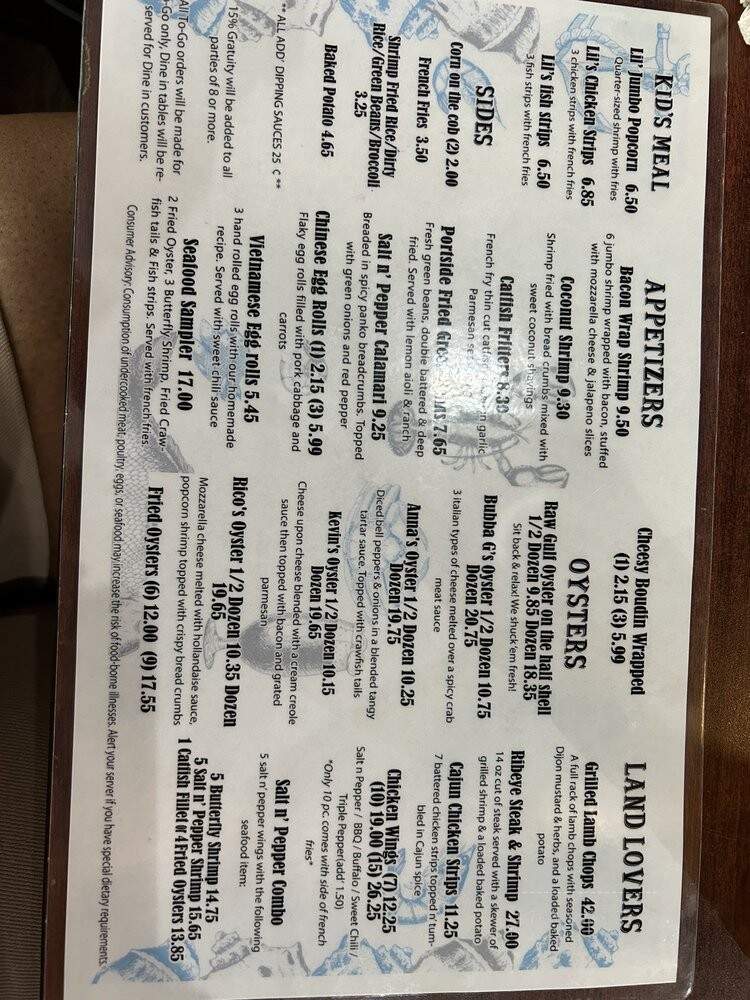 KID'S MEAL
Lil' Jumbo Popcorn 6.50
Quarter-sized shrimp with fries
Lil's Chicken Strips 6.85
3 chicken strips with french fries
Lil's fish strips 6.50
3 fish strips with french fries
SIDES
Corn on the cob (2) 2.00
French Fries 3.50
Shrimp Fried Rice/Dirty
Rice/Green Beans/Broccoli
3.25
Baked Potato 4.65
** ALL ADD' DIPPING SAUCES 25 ¢ **
15% Gratuity will be added to all
parties of 8 or more.
All To-Go orders will be made for
-Go only. Dine in tables will be re-
served for Dine in customers.
APPETIZERS
Bacon Wrap Shrimp 9.50
6 jumbo shrimp wrapped with bacon, stuffed
with mozzarella cheese & jalapeno slices
Coconut Shrimp 9.30
Shrimp fried with bread crumbs mixed with
sweet coconut shavings
Catfish Fritters 8.30
French fry thin cut catfish garlic
Parmesan
Portside Fried 7.65
Fresh green beans, double battered & deep
fried. Served with lemon aioli & ranch
Salt n' Pepper Calamari 9.25
Breaded in spicy panko breadcrumbs. Topped
with green onions and red pepper
Chinese Egg Rolls (1) 2.15 (3) 5.99
Flaky egg rolls filled with pork cabbage and
carrots
Vietnamese Egg rolls 5.45
3 hand rolled egg rolls with our homemade
recipe. Served with sweet chili sauce
Seafood Sampler 17.00
2 Fried Oyster, 3 Butterfly Shrimp, Fried Craw-
fish tails & Fish strips. Served with french fries.
Cheesy Boudin Wrapped
(1) 2.15 (3) 5.99
OYSTERS
Raw Gulf Oyster on the half shell
1/2 Dozen 9.85 Dozen 18.35
Sit back & relax! We shuck'em fresh!
Bubba G's oyster 1/2 Dozen 10.75
Dozen 20.75
3 italian types of cheese melted over a spicy crab
meat sauce
Anna's Oyster 1/2 Dozen 10.25
Dozen 19.75
Diced bell peppers & onions in a blended tangy
tartar sauce. Topped with crawfish tails
Kevin's Oyster 1/2 Dozen 10.15
Dozen 19.65
Cheese upon cheese blended with a cream creole
sauce then topped with bacon and grated
parmesan
Rico's Oyster 1/2 Dozen 10.35 Dozen
19.65
Mozzarella cheese melted with hollandaise sauce,
popcorn shrimp topped with crispy bread crumbs
Fried Oysters (6) 12.00 (9) 17.55
LAND LOVERS
Grilled Lamb Chops 42.00
A full rack of lamb chops with seasoned
Dijon mustard & herbs, and a loaded baked
potato
Ribeye Steak & Shrimp 27.00
14 oz cut of steak served with a skewer of
grilled shrimp & a loaded baked potato
Cajun Chicken Strips 11.25
7 battered chicken strips topped n' tum-
bled in Cajun spice
Chicken Wings (7) 12.25
(10) 19.00 (15) 26.25
Salt n Pepper / BBQ / Buffalo / Sweet Chili /
Triple Pepper(add 1.50)
*Only 10 pc. comes with side of french
fries*
Salt n' Pepper Combo
5 salt n' pepper wings with the following
seafood item:
5 Butterfly Shrimp 14.75
5 Salt n' Pepper Shrimp 15.65
1 Catfish Fillet or 4 Fried Oysters 13.85
Consumer Advisory: Consumption of undercooked meat, poultry, eggs, or seafood may increase the risk of food-borne illnesses. Alert your server if you have special dietary requirements.